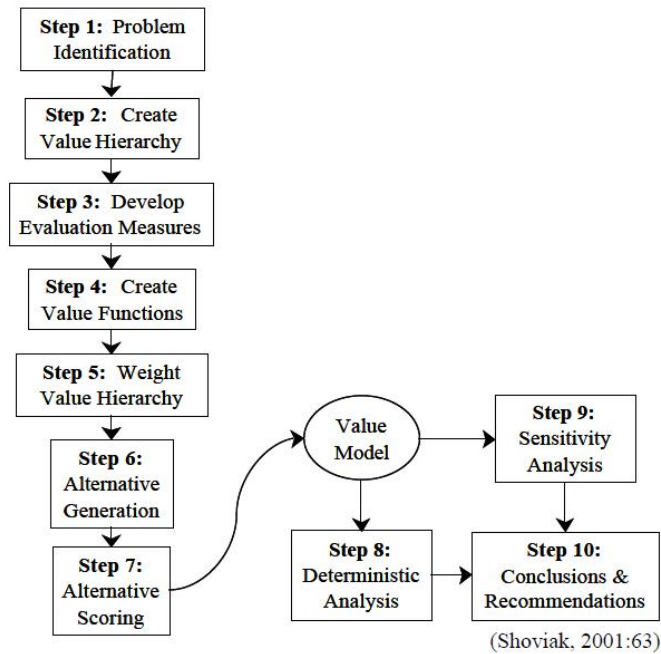 Step 1: Problem
Identification
Step 2: Create
Value Hierarchy
Step 3: Develop
Evaluation Measures
Step 4: Create
Value Functions
Step 5: Weight
Value Hierarchy
Step 6:
Alternative
Generation
Step 7:
Alternative
Scoring
Value
Model
Step 8:
Deterministic
Analysis
Step 9:
Sensitivity
Analysis
Step 10:
Conclusions &
Recommendations
(Shoviak, 2001:63)